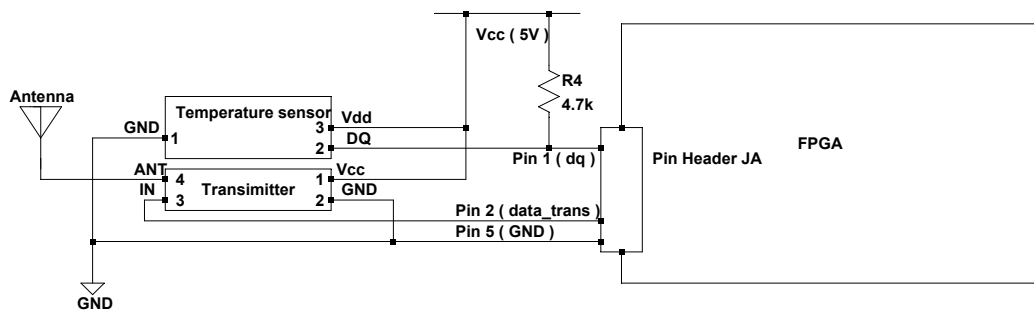 Vcc ( 5V )
R4
4.7k
Antenna
Temperature sensor
GND
1
3
Vdd
2
DQ
FPGA
Pin 1 ( dq )
Pin Header JA
ANT
4
Transimitter
1
Vcc
IN
3
2
GND
Pin 2 ( data_trans )
Pin 5 ( GND )
GND